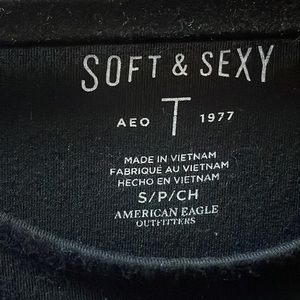 SOFT & SEXY
AEO T 1977
MADE IN VIETNAM
FABRIQUÉ AU VIETNAM
HECHO EN VIETNAM
S/P/CH
AMERICAN EAGLE
OUTFITTERS